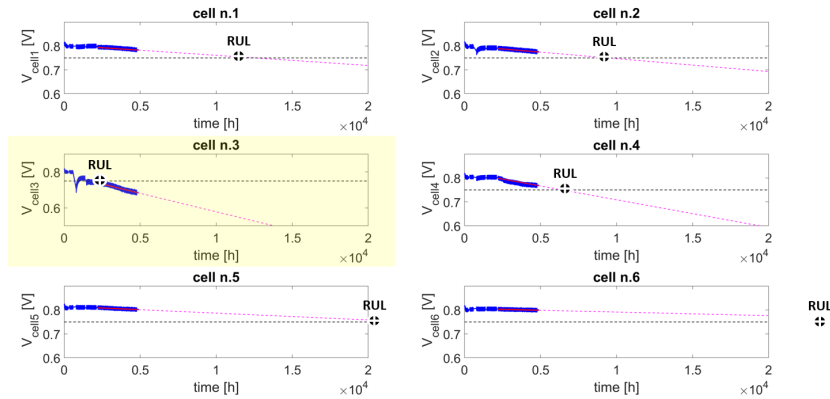 cell n.1
V_cell1 [V]
0.8
0.7
0.6
RUL
0 0.5 1 1.5 2
time [h]
×10^4
cell n.2
V_cell2 [V]
0.8
0.7
0.6
RUL
0 0.5 1 1.5 2
time [h]
×10^4
cell n.3
V_cell3 [V]
0.8
0.6
RUL
0 0.5 1 1.5 2
time [h]
×10^4
cell n.4
V_cell4 [V]
0.8
0.7
0.6
RUL
0 0.5 1 1.5 2
time [h]
×10^4
cell n.5
V_cell5 [V]
0.8
0.6
RUL
0 0.5 1 1.5 2
time [h]
×10^4
cell n.6
V_cell6 [V]
0.8
0.6
RUL
0 0.5 1 1.5 2
time [h]
×10^4